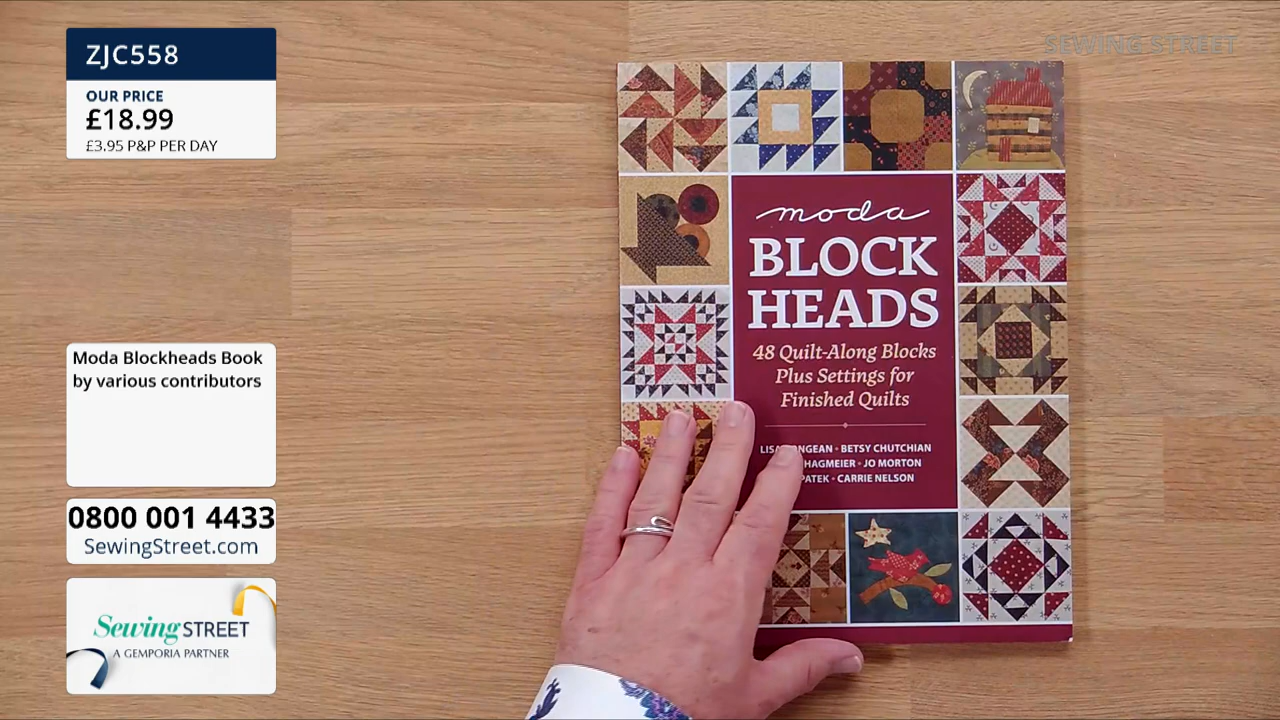 ZJC558
OUR PRICE
£18.99
£3.95 P&P PER DAY
Moda Blockheads Book
by various contributors
0800 001 4433
SewingStreet.com
Sewing STREET
A GEMPORIA PARTNER
SEWING STREET
moda
BLOCK
HEADS
48 Quilt-Along Blocks
Plus Settings for
Finished Quilts
BETSY CHUTCHIAN
JO MORTON
CARRIE NELSON